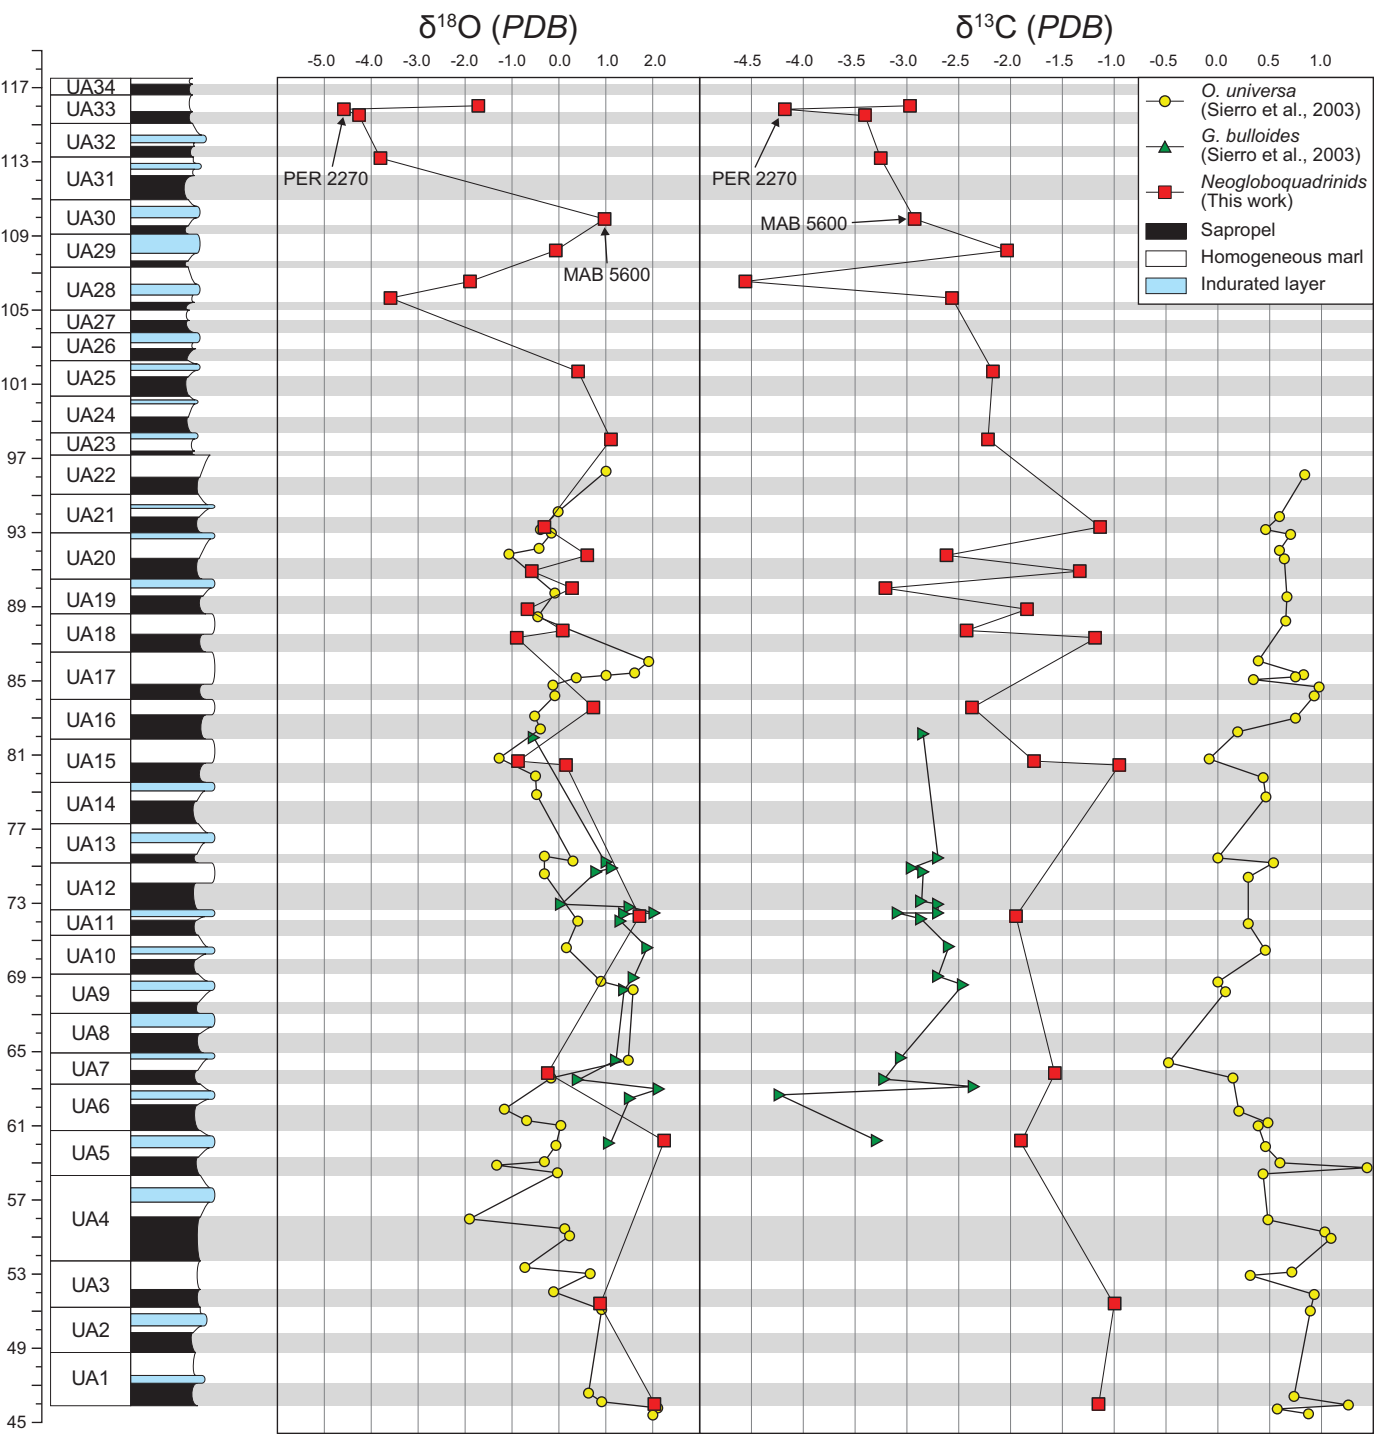 δ18O (PDB)
δ13C (PDB)
-5.0 -4.0 -3.0 -2.0 -1.0 0.0 1.0 2.0
-4.5 -4.0 -3.5 -3.0 -2.5 -2.0 -1.5 -1.0
-0.5 0.0 0.5 1.0
O. universa
(Sierro et al., 2003)
G. bulloides
(Sierro et al., 2003)
Neogloboquadrinids
(This work)
Sapropel
Homogeneous marl
Indurated layer
PER 2270
MAB 5600
PER 2270
MAB 5600
117
113
109
105
101
97
93
89
85
81
77
73
69
65
61
57
53
49
45
UA34
UA33
UA32
UA31
UA30
UA29
UA28
UA27
UA26
UA25
UA24
UA23
UA22
UA21
UA20
UA19
UA18
UA17
UA16
UA15
UA14
UA13
UA12
UA11
UA10
UA9
UA8
UA7
UA6
UA5
UA4
UA3
UA2
UA1